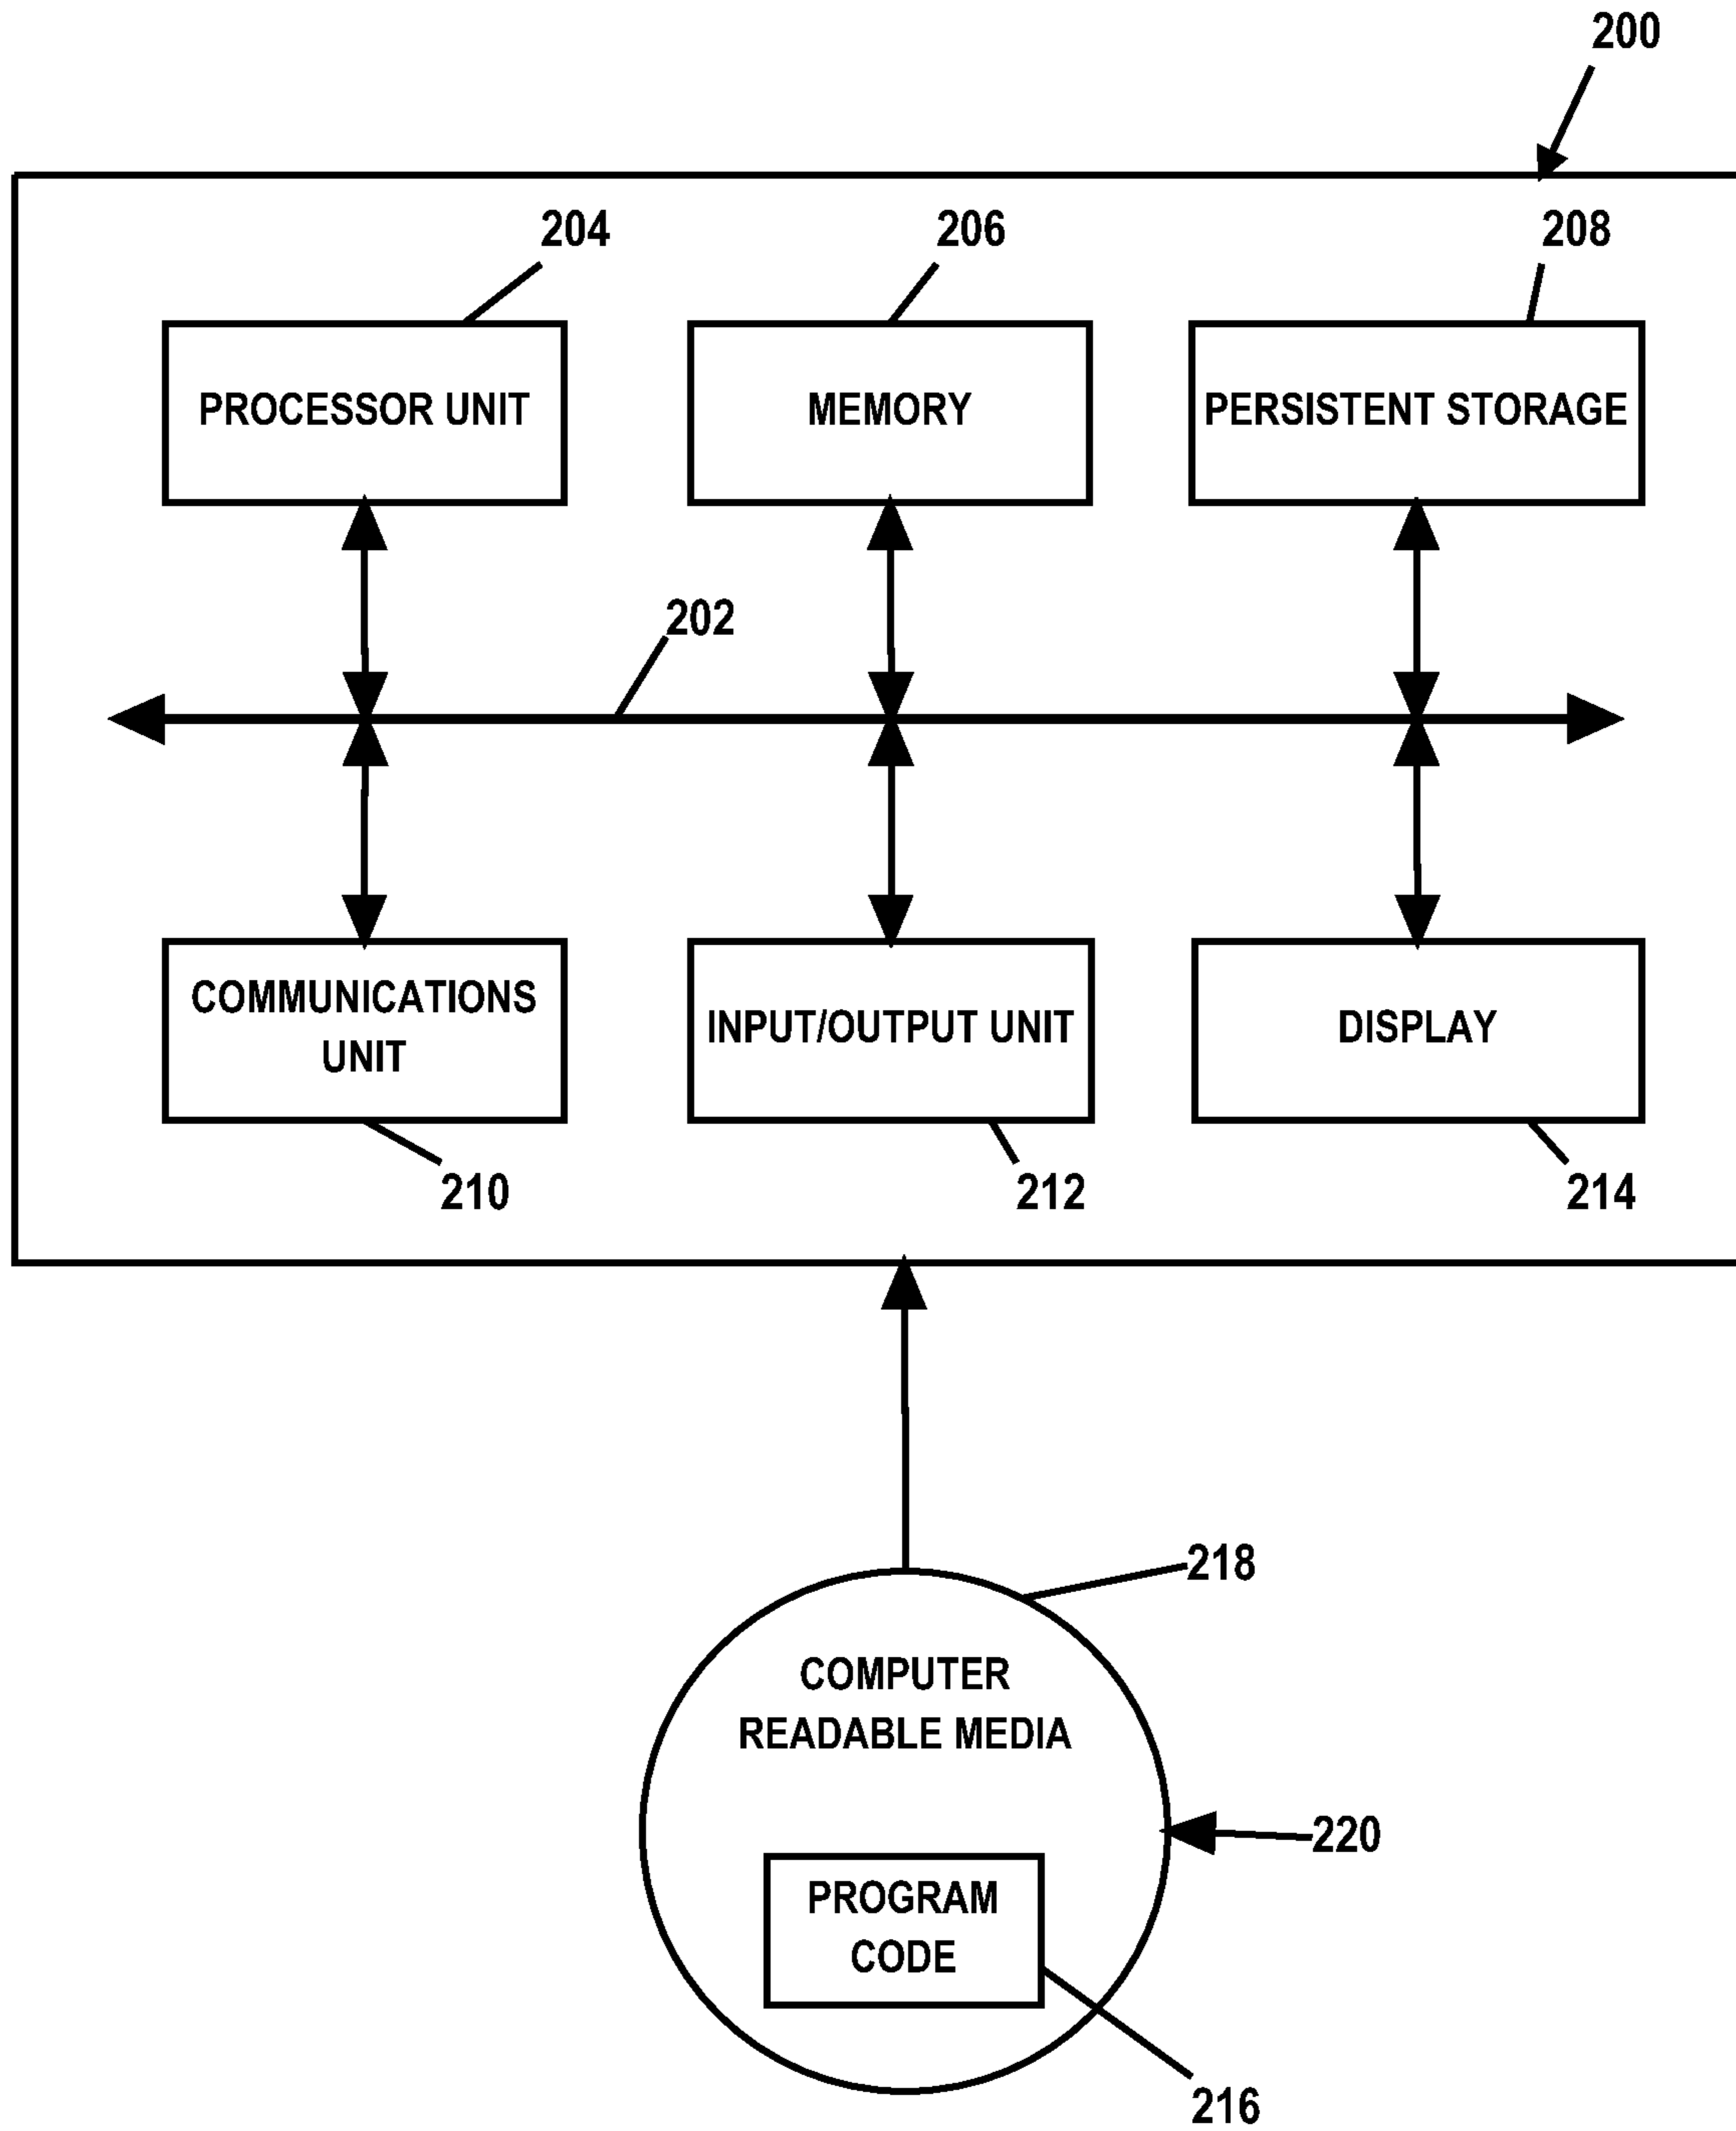 200
204
206
208
PROCESSOR UNIT
MEMORY
PERSISTENT STORAGE
202
COMMUNICATIONS
UNIT
INPUT/OUTPUT UNIT
DISPLAY
210
212
214
218
COMPUTER
READABLE MEDIA
220
PROGRAM
CODE
216